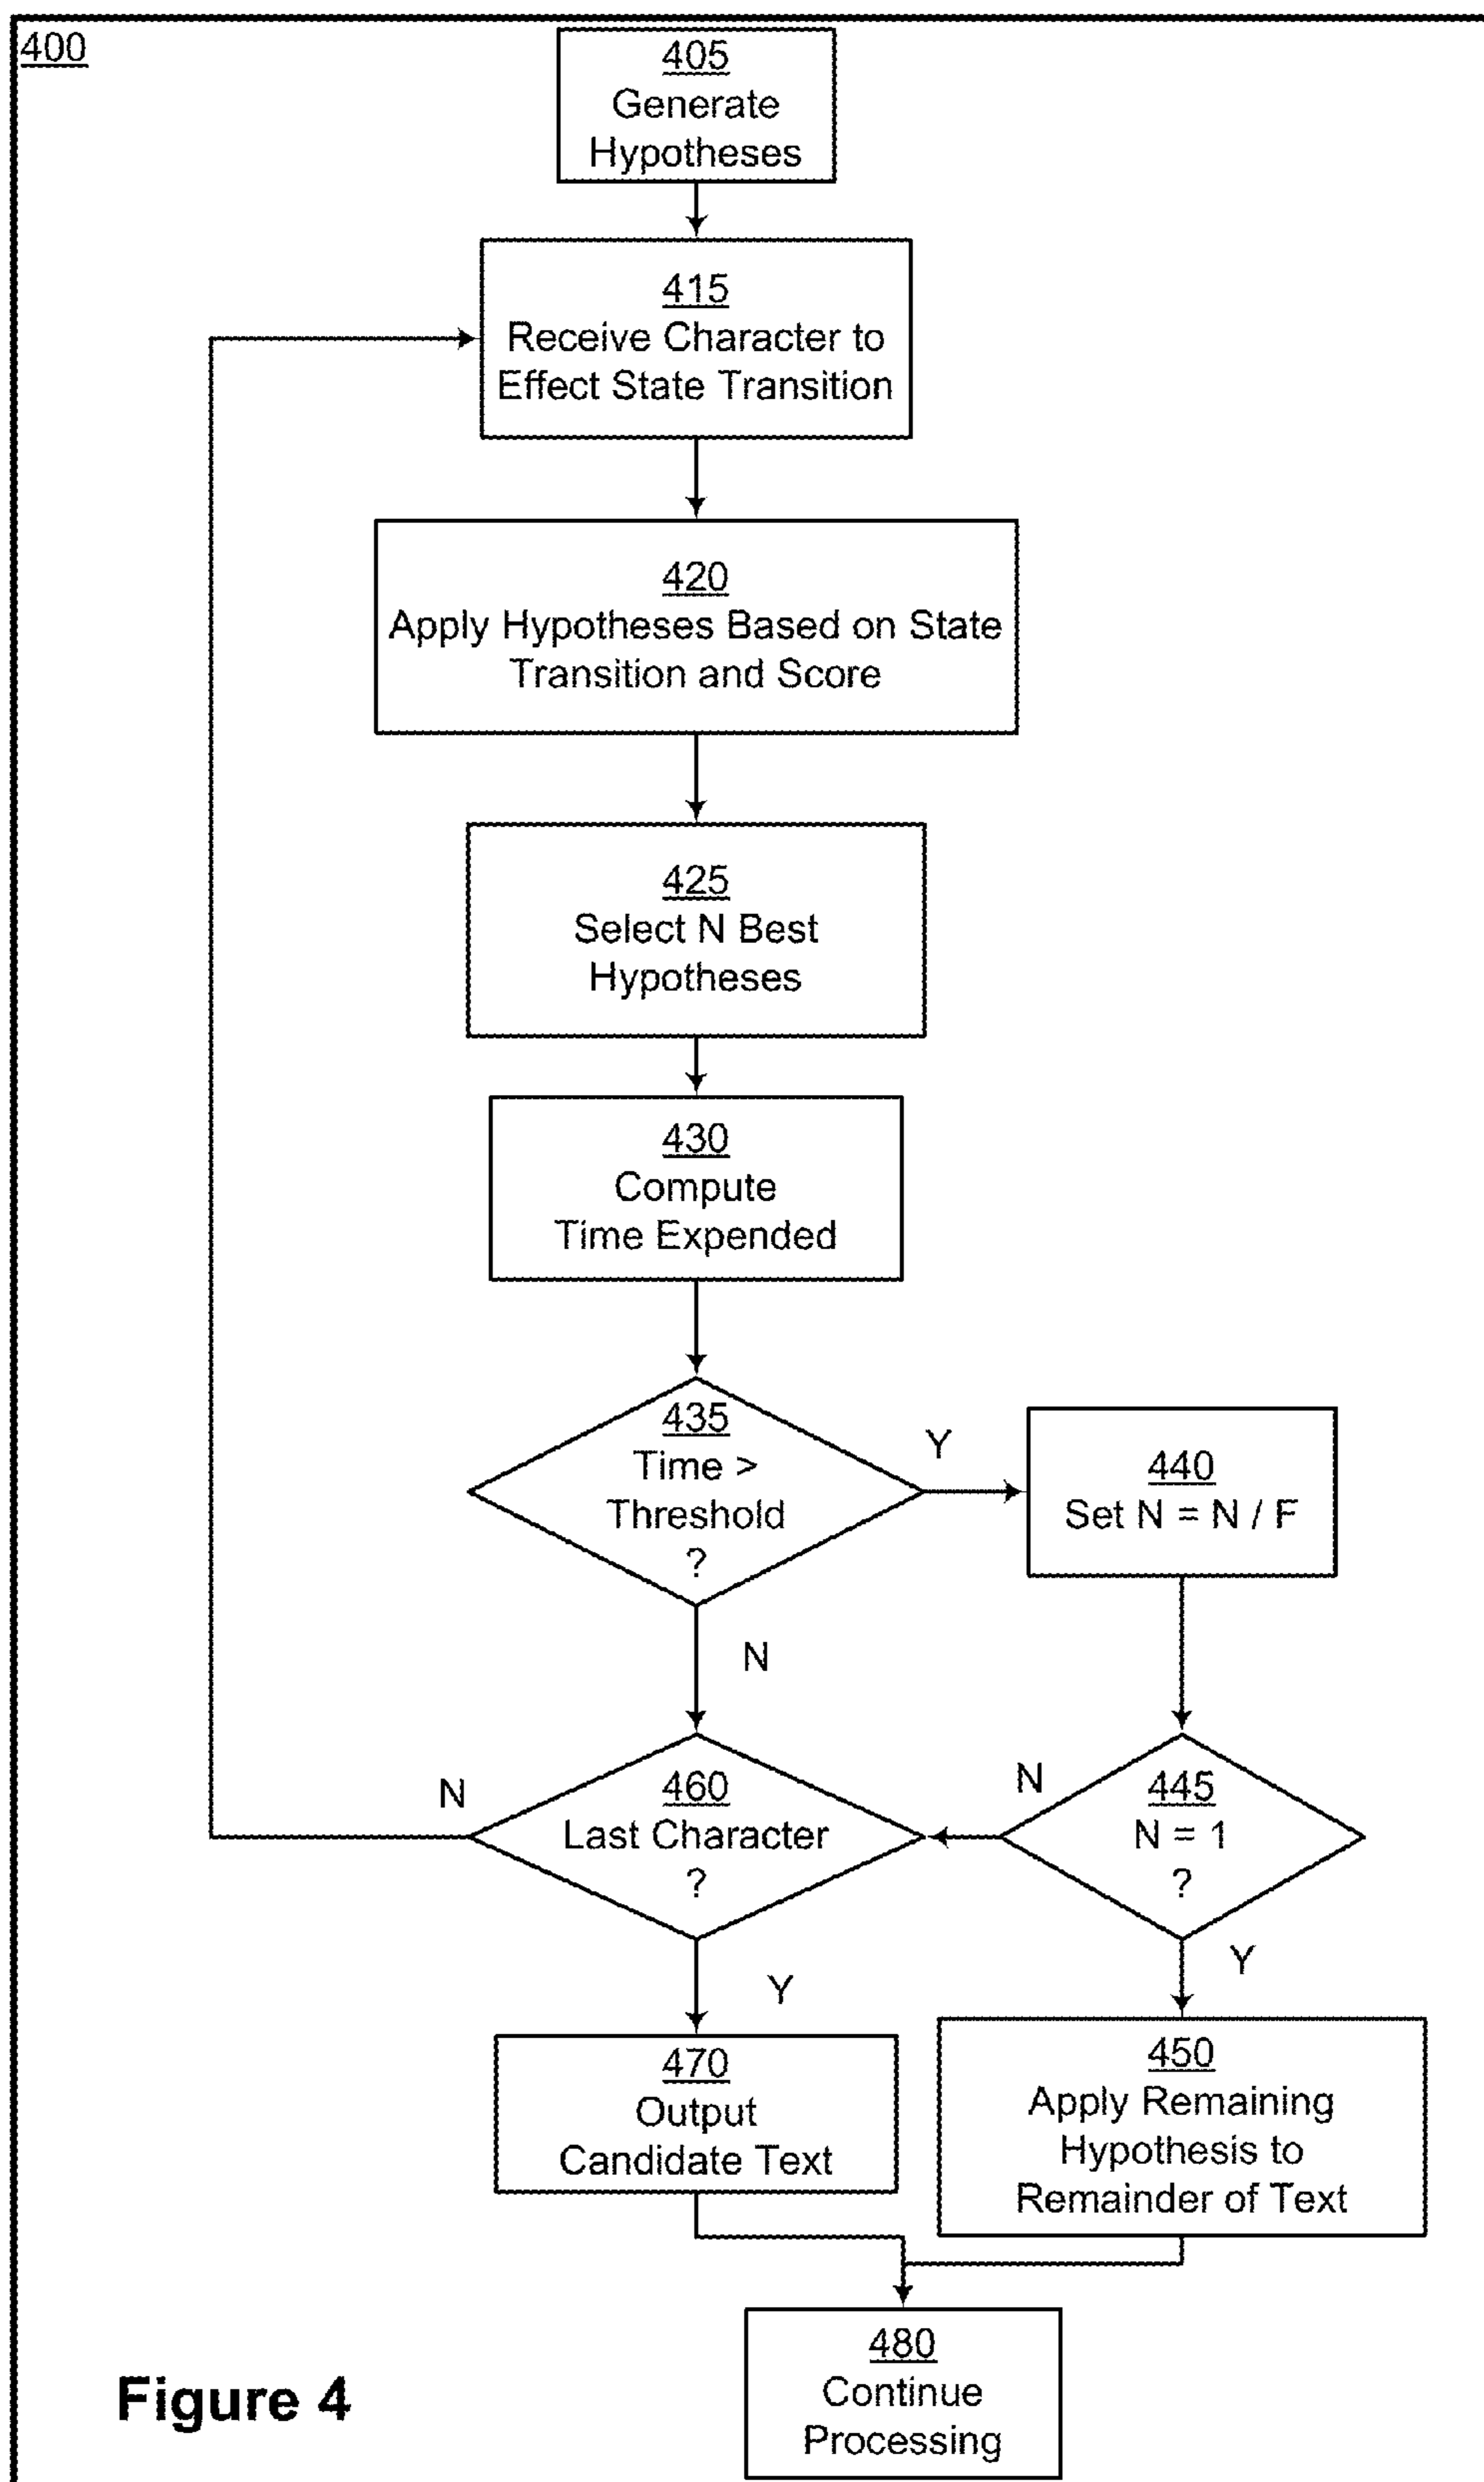 400
405
Generate
Hypotheses
415
Receive Character to
Effect State Transition
420
Apply Hypotheses Based on State
Transition and Score
425
Select N Best
Hypotheses
430
Compute
Time Expended
435
Time >
Threshold
?
Y
440
Set N = N / F
N
460
Last Character
?
N
445
N = 1
?
N
Y
Y
470
Output
Candidate Text
450
Apply Remaining
Hypothesis to
Remainder of Text
480
Continue
Processing
Figure 4